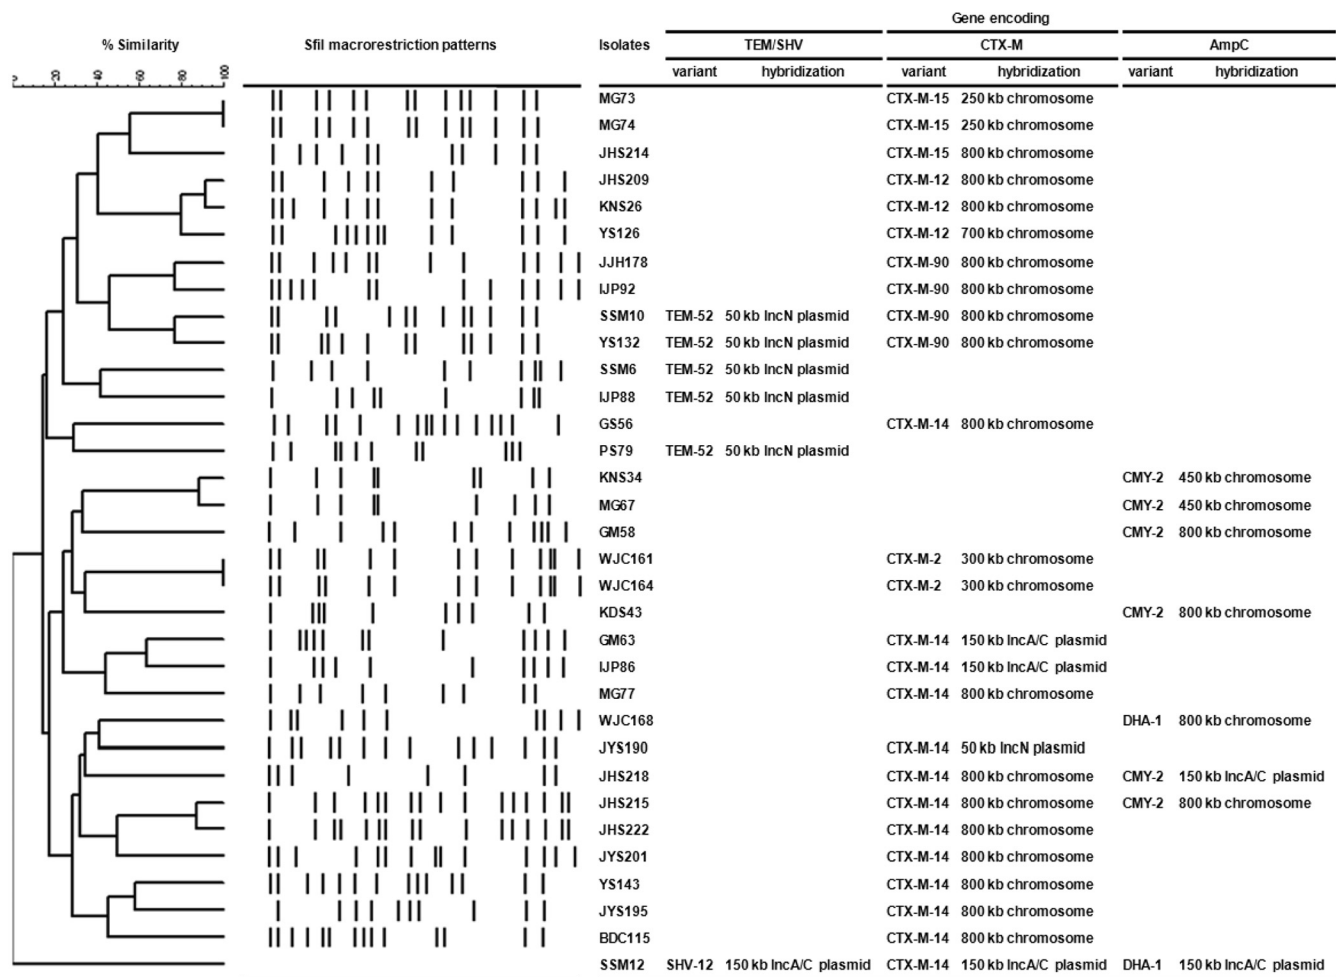 Gene encoding
% Similarity SfiI macrorestriction patterns Isolates TEM/SHV CTX-M AmpC
variant hybridization variant hybridization variant hybridization
0 20 40 60 80 100
MG73 CTX-M-15 250 kb chromosome
MG74 CTX-M-15 250 kb chromosome
JHS214 CTX-M-15 800 kb chromosome
JHS209 CTX-M-12 800 kb chromosome
KNS26 CTX-M-12 800 kb chromosome
YS126 CTX-M-12 700 kb chromosome
JJH178 CTX-M-90 800 kb chromosome
IJP92 CTX-M-90 800 kb chromosome
SSM10 TEM-52 50 kb IncN plasmid CTX-M-90 800 kb chromosome
YS132 TEM-52 50 kb IncN plasmid CTX-M-90 800 kb chromosome
SSM6 TEM-52 50 kb IncN plasmid
IJP88 TEM-52 50 kb IncN plasmid
GS56 CTX-M-14 800 kb chromosome
PS79 TEM-52 50 kb IncN plasmid
KNS34 CMY-2 450 kb chromosome
MG67 CMY-2 450 kb chromosome
GM58 CMY-2 800 kb chromosome
WJC161 CTX-M-2 300 kb chromosome
WJC164 CTX-M-2 300 kb chromosome
KDS43 CMY-2 800 kb chromosome
GM63 CTX-M-14 150 kb IncA/C plasmid
IJP86 CTX-M-14 150 kb IncA/C plasmid
MG77 CTX-M-14 800 kb chromosome
WJC168 DHA-1 800 kb chromosome
JYS190 CTX-M-14 50 kb IncN plasmid
JHS218 CTX-M-14 800 kb chromosome CMY-2 150 kb IncA/C plasmid
JHS215 CTX-M-14 800 kb chromosome CMY-2 800 kb chromosome
JHS222 CTX-M-14 800 kb chromosome
JYS201 CTX-M-14 800 kb chromosome
YS143 CTX-M-14 800 kb chromosome
JYS195 CTX-M-14 800 kb chromosome
BDC115 CTX-M-14 800 kb chromosome
SSM12 SHV-12 150 kb IncA/C plasmid CTX-M-14 150 kb IncA/C plasmid DHA-1 150 kb IncA/C plasmid